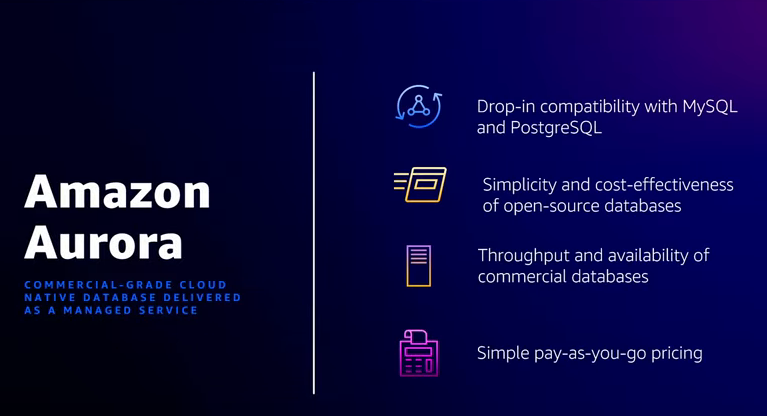 Amazon
Aurora
COMMERCIAL-GRADE CLOUD
NATIVE DATABASE DELIVERED
AS A MANAGED SERVICE
Drop-in compatibility with MySQL
and PostgreSQL
Simplicity and cost-effectiveness
of open-source databases
Throughput and availability of
commercial databases
Simple pay-as-you-go pricing